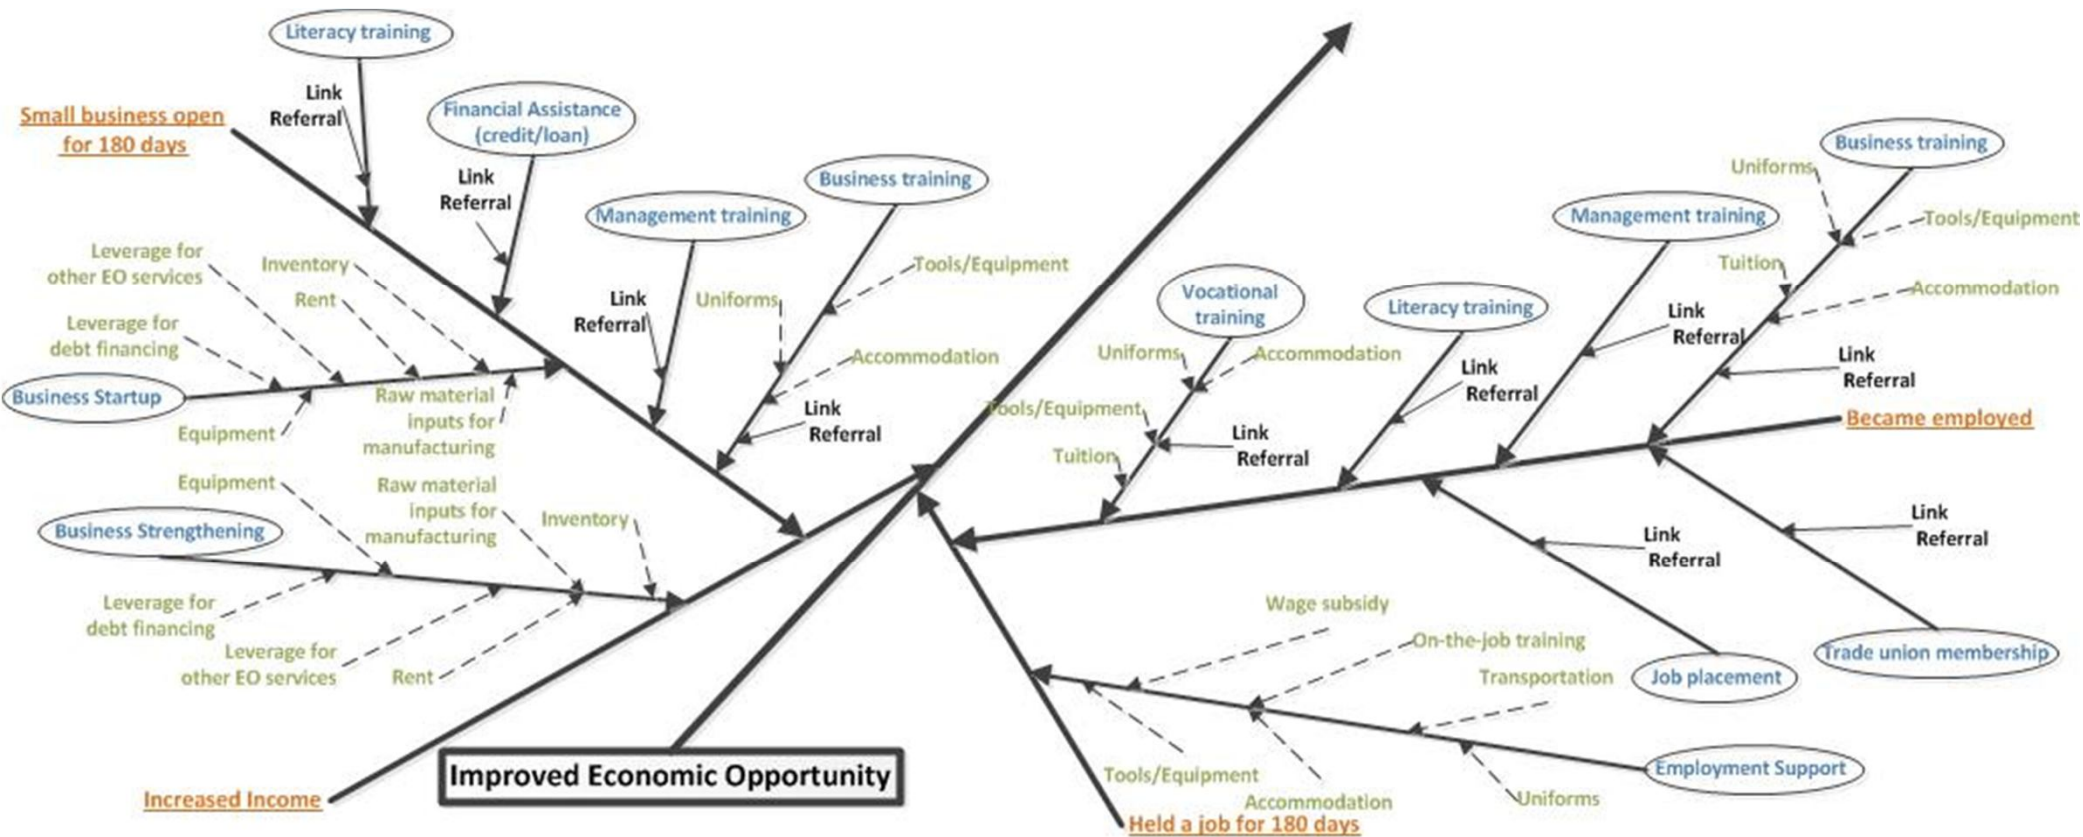 Literacy training
Link
Referral
Small business open
for 180 days
Financial Assistance
(credit/loan)
Link
Referral
Management training
Link
Referral
Business training
Uniforms
Tools/Equipment
Accommodation
Link
Referral
Leverage for
other EO services
Inventory
Rent
Leverage for
debt financing
Business Startup
Equipment
Raw material
inputs for
manufacturing
Equipment
Raw material
inputs for
manufacturing
Inventory
Business Strengthening
Leverage for
debt financing
Leverage for
other EO services
Rent
Increased Income
Improved Economic Opportunity
Vocational
training
Uniforms
Accommodation
Tools/Equipment
Link
Referral
Tuition
Literacy training
Link
Referral
Management training
Link
Referral
Business training
Uniforms
Tools/Equipment
Tuition
Accommodation
Link
Referral
Became employed
Link
Referral
Job placement
Link
Referral
Trade union membership
Wage subsidy
On-the-job training
Transportation
Employment Support
Tools/Equipment
Accommodation
Uniforms
Held a job for 180 days